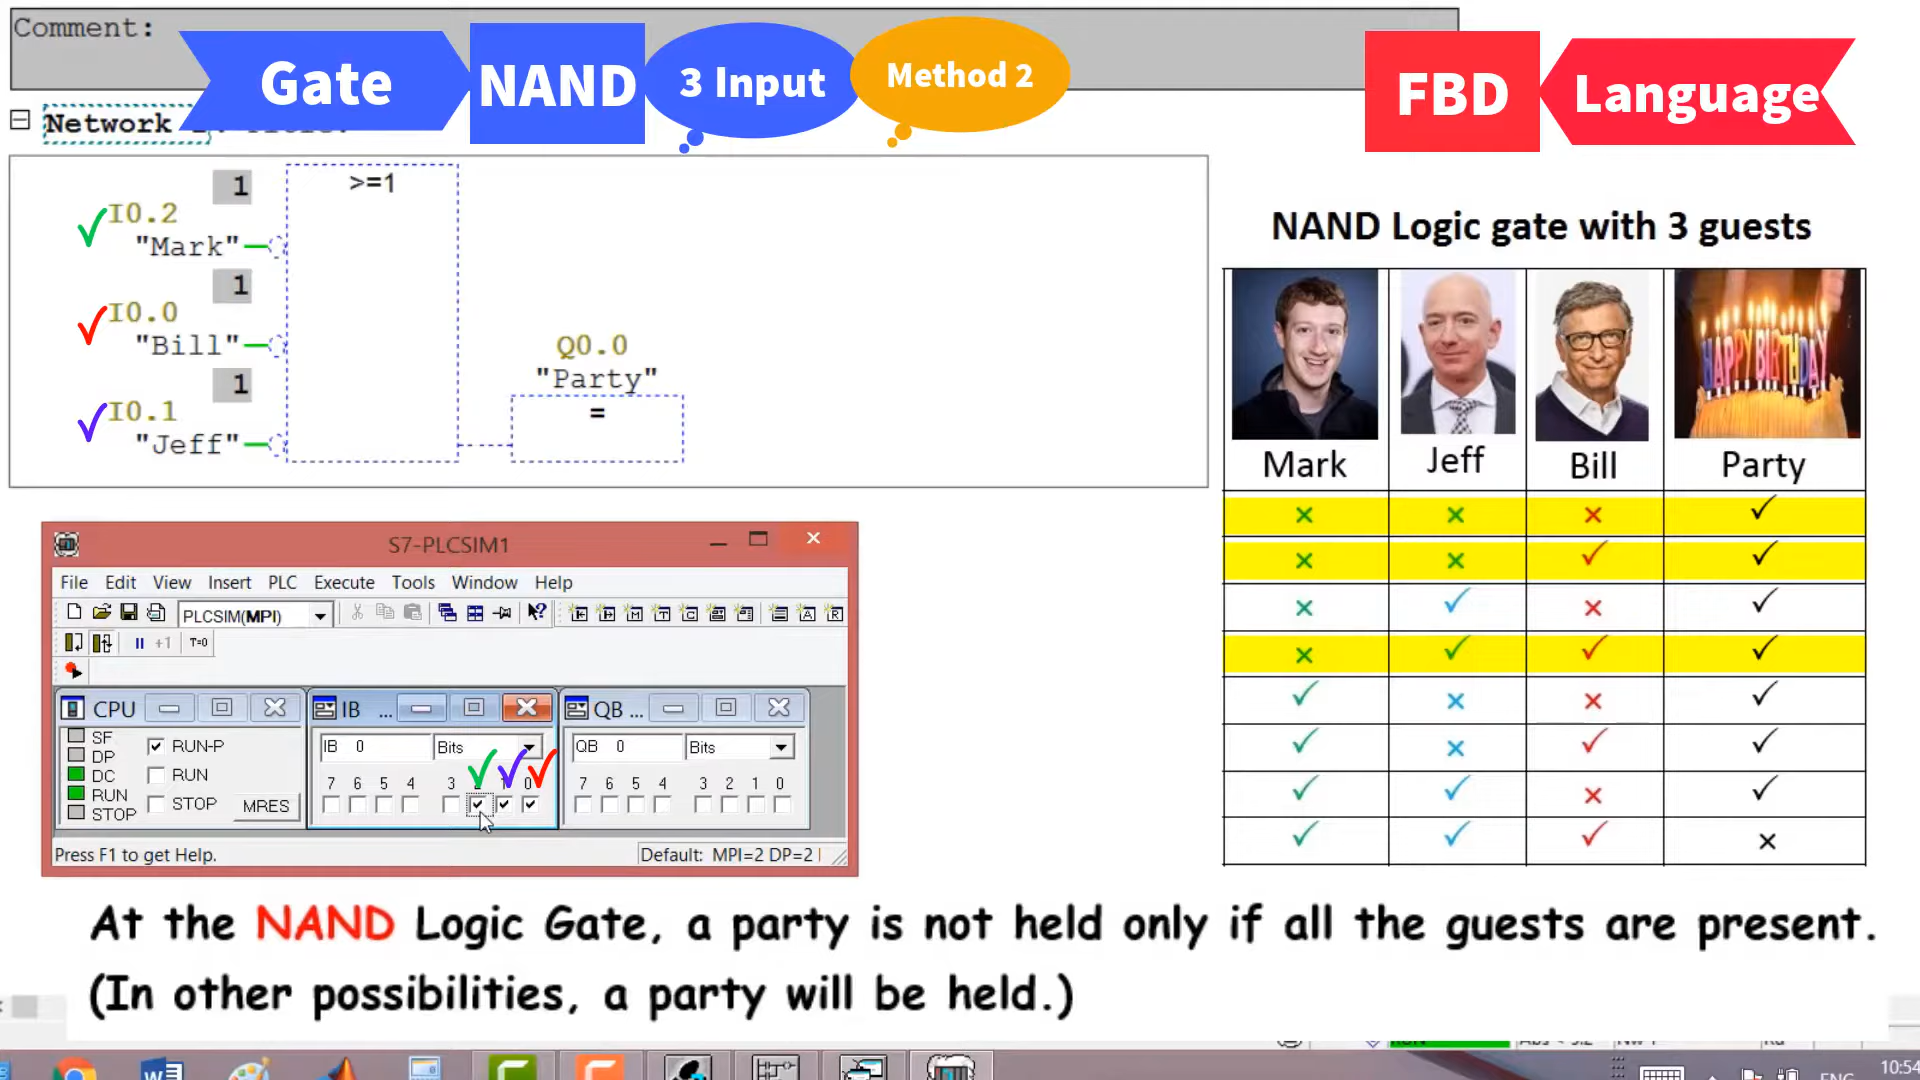 Comment:
Gate
NAND
3 Input
Method 2
FBD
Language
Network
1
>=1
I0.2
"Mark"
1
I0.0
"Bill"
1
I0.1
"Jeff"
Q0.0
"Party"
=
NAND Logic gate with 3 guests
HAPPY BIRTHDAY
Mark Jeff Bill Party
S7-PLCSIM1
File Edit View Insert PLC Execute Tools Window Help
PLCSIM(MPI)
+1 T=0
CPU
SF
DP
DC
RUN
STOP
RUN-P
RUN
STOP
MRES
IB ...
IB 0 Bits
7 6 5 4 3 0
QB ...
QB 0 Bits
7 6 5 4 3 2 1 0
Press F1 to get Help.
Default: MPI=2 DP=2
At the NAND Logic Gate, a party is not held only if all the guests are present.
(In other possibilities, a party will be held.)
10:54